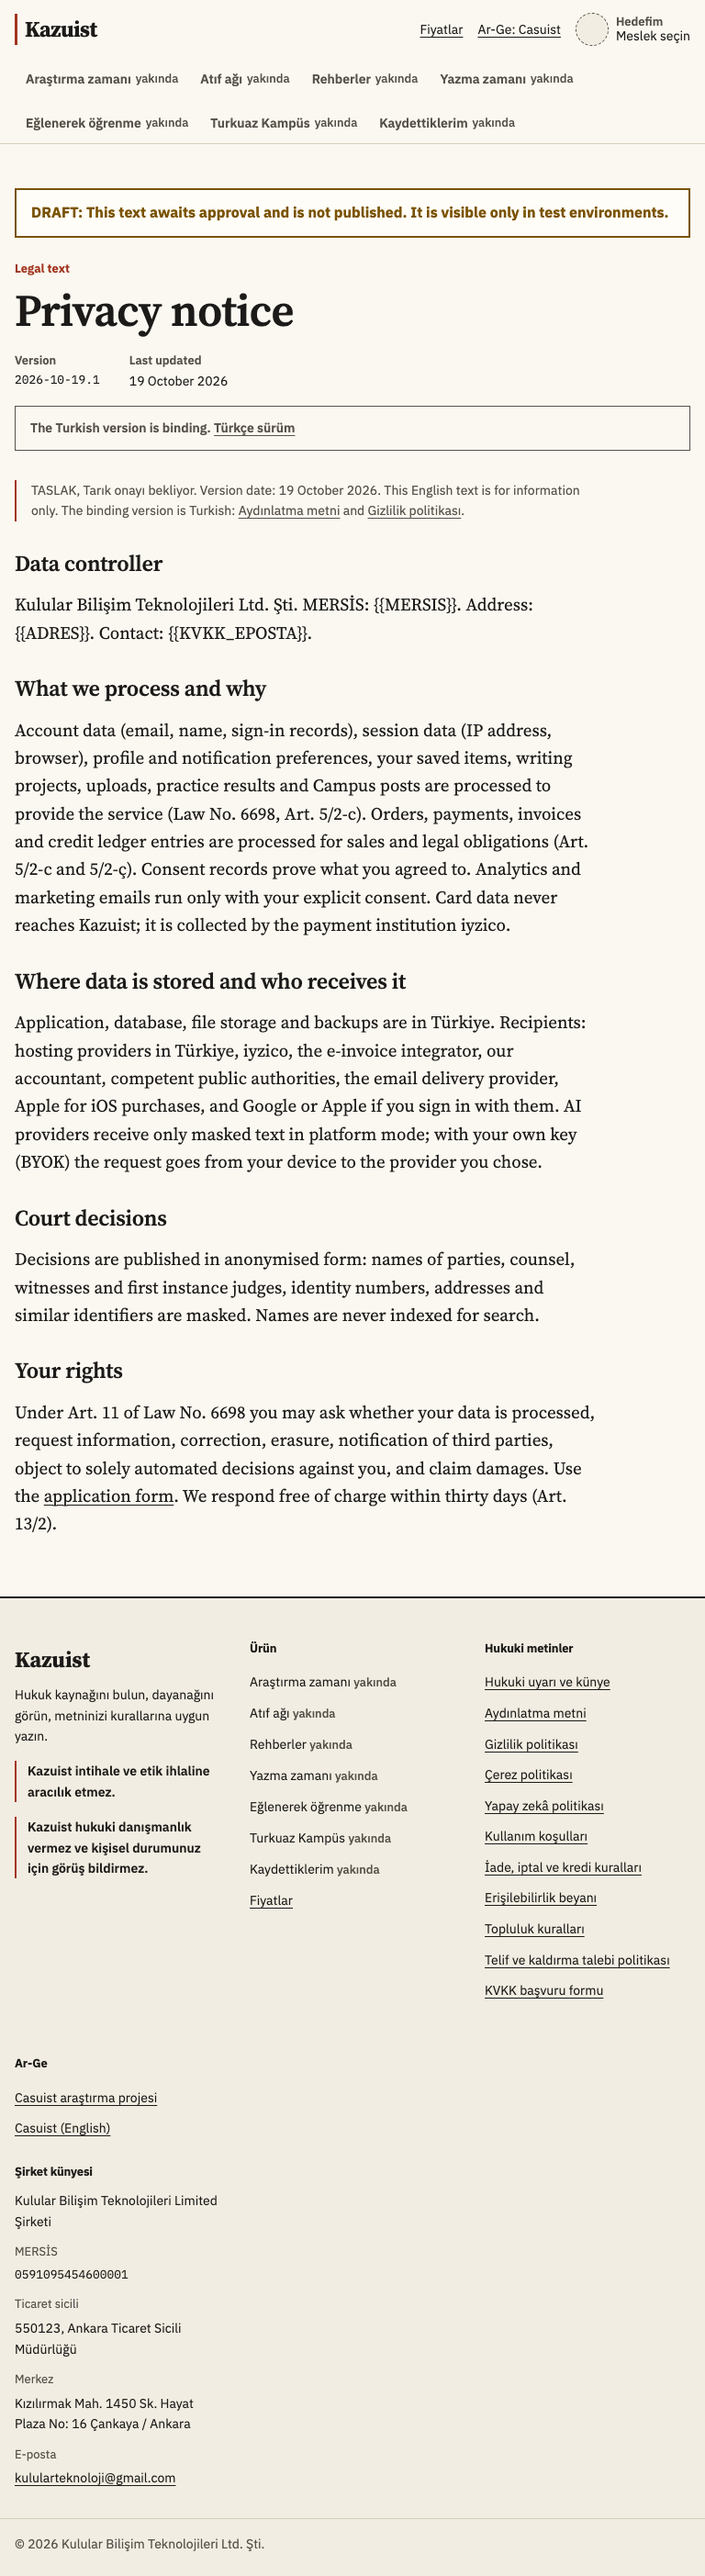 Kazuist
Fiyatlar
Ar-Ge: Casuist
Hedefim
Meslek seçin
Araştırma zamanı yakında
Atıf ağı yakında
Rehberler yakında
Yazma zamanı yakında
Eğlenerek öğrenme yakında
Turkuaz Kampüs yakında
Kaydettiklerim yakında
DRAFT: This text awaits approval and is not published. It is visible only in test environments.
Legal text
Privacy notice
Version
2026-10-19.1
Last updated
19 October 2026
The Turkish version is binding. Türkçe sürüm
TASLAK, Tarık onayı bekliyor. Version date: 19 October 2026. This English text is for information
only. The binding version is Turkish: Aydınlatma metni and Gizlilik politikası.
Data controller
Kulular Bilişim Teknolojileri Ltd. Şti. MERSİS: {{MERSIS}}. Address:
{{ADRES}}. Contact: {{KVKK_EPOSTA}}.
What we process and why
Account data (email, name, sign-in records), session data (IP address,
browser), profile and notification preferences, your saved items, writing
projects, uploads, practice results and Campus posts are processed to
provide the service (Law No. 6698, Art. 5/2-c). Orders, payments, invoices
and credit ledger entries are processed for sales and legal obligations (Art.
5/2-c and 5/2-ç). Consent records prove what you agreed to. Analytics and
marketing emails run only with your explicit consent. Card data never
reaches Kazuist; it is collected by the payment institution iyzico.
Where data is stored and who receives it
Application, database, file storage and backups are in Türkiye. Recipients:
hosting providers in Türkiye, iyzico, the e-invoice integrator, our
accountant, competent public authorities, the email delivery provider,
Apple for iOS purchases, and Google or Apple if you sign in with them. AI
providers receive only masked text in platform mode; with your own key
(BYOK) the request goes from your device to the provider you chose.
Court decisions
Decisions are published in anonymised form: names of parties, counsel,
witnesses and first instance judges, identity numbers, addresses and
similar identifiers are masked. Names are never indexed for search.
Your rights
Under Art. 11 of Law No. 6698 you may ask whether your data is processed,
request information, correction, erasure, notification of third parties,
object to solely automated decisions against you, and claim damages. Use
the application form. We respond free of charge within thirty days (Art.
13/2).
Kazuist
Hukuk kaynağını bulun, dayanağını
görün, metninizi kurallarına uygun
yazın.
Kazuist intihale ve etik ihlaline
aracılık etmez.
Kazuist hukuki danışmanlık
vermez ve kişisel durumunuz
için görüş bildirmez.
Ürün
Araştırma zamanı yakında
Atıf ağı yakında
Rehberler yakında
Yazma zamanı yakında
Eğlenerek öğrenme yakında
Turkuaz Kampüs yakında
Kaydettiklerim yakında
Fiyatlar
Hukuki metinler
Hukuki uyarı ve künye
Aydınlatma metni
Gizlilik politikası
Çerez politikası
Yapay zekâ politikası
Kullanım koşulları
İade, iptal ve kredi kuralları
Erişilebilirlik beyanı
Topluluk kuralları
Telif ve kaldırma talebi politikası
KVKK başvuru formu
Ar-Ge
Casuist araştırma projesi
Casuist (English)
Şirket künyesi
Kulular Bilişim Teknolojileri Limited
Şirketi
MERSİS
0591095454600001
Ticaret sicili
550123, Ankara Ticaret Sicili
Müdürlüğü
Merkez
Kızılırmak Mah. 1450 Sk. Hayat
Plaza No: 16 Çankaya / Ankara
E-posta
kulularteknoloji@gmail.com
© 2026 Kulular Bilişim Teknolojileri Ltd. Şti.